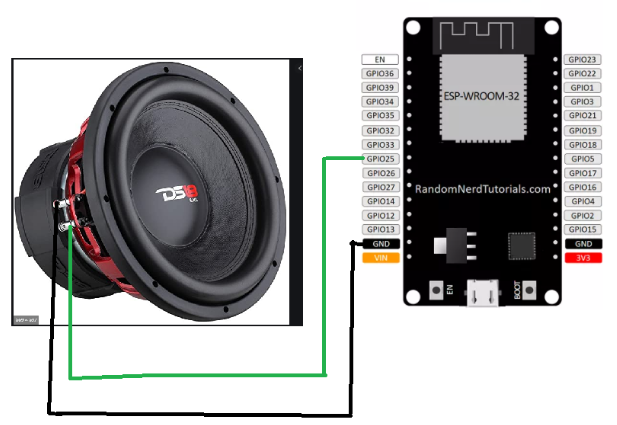 EN
GPIO36
GPIO39
GPIO34
GPIO35
GPIO32
GPIO33
GPIO25
GPIO26
GPIO27
GPIO14
GPIO12
GPIO13
GND
VIN
ESP-WROOM-32
RandomNerdTutorials.com
EN
BOOT
GPIO23
GPIO22
GPIO1
GPIO3
GPIO21
GPIO19
GPIO18
GPIO5
GPIO17
GPIO16
GPIO4
GPIO2
GPIO15
GND
3V3
DS18